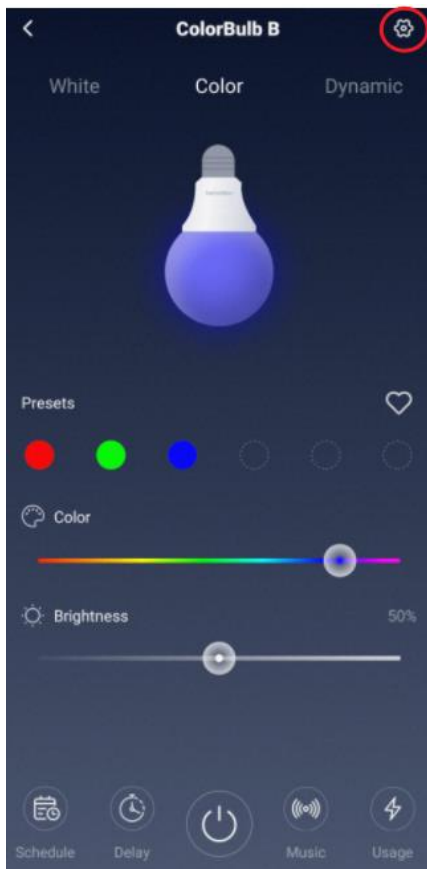 ColorBulb B
White Color Dynamic
Presets
Color
Brightness 50%
Schedule Delay Music Usage